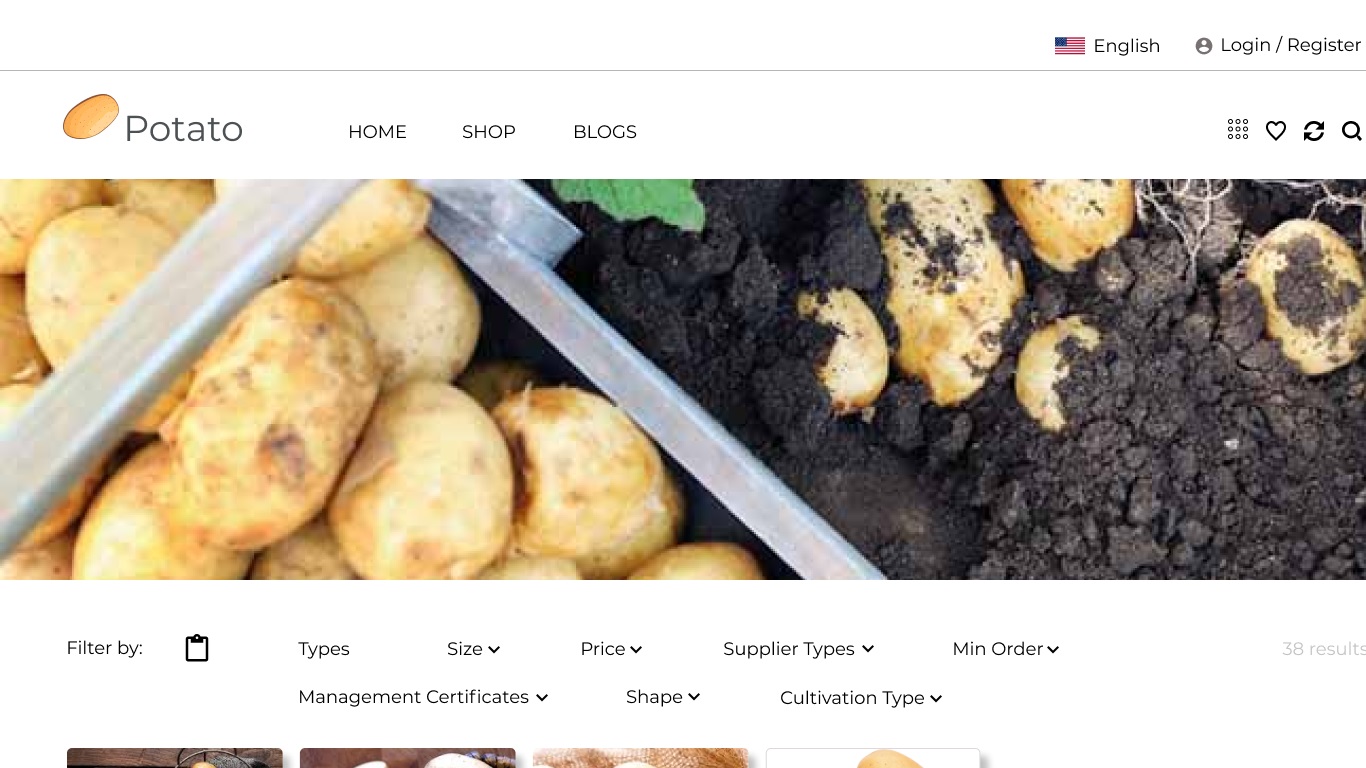 English
Login / Register
Potato
HOME
SHOP
BLOGS
Filter by:
Types
Size
Price
Supplier Types
Min Order
38 results
Management Certificates
Shape
Cultivation Type